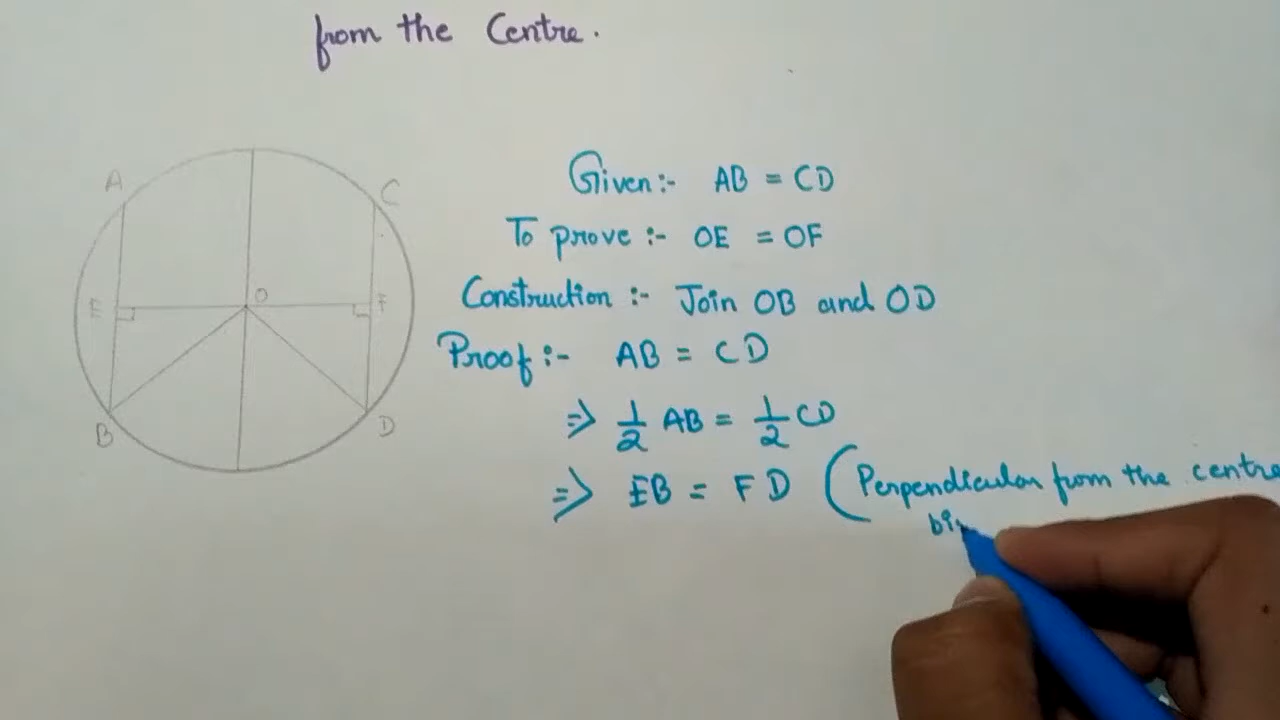 from the Centre.
A
C
Given:- AB = CD
To prove :- OE = OF
E
O
F
Construction :- Join OB and OD
Proof :- AB = CD
B
D
=> 1/2 AB = 1/2 CD
=> EB = FD (Perpendicular from the centre